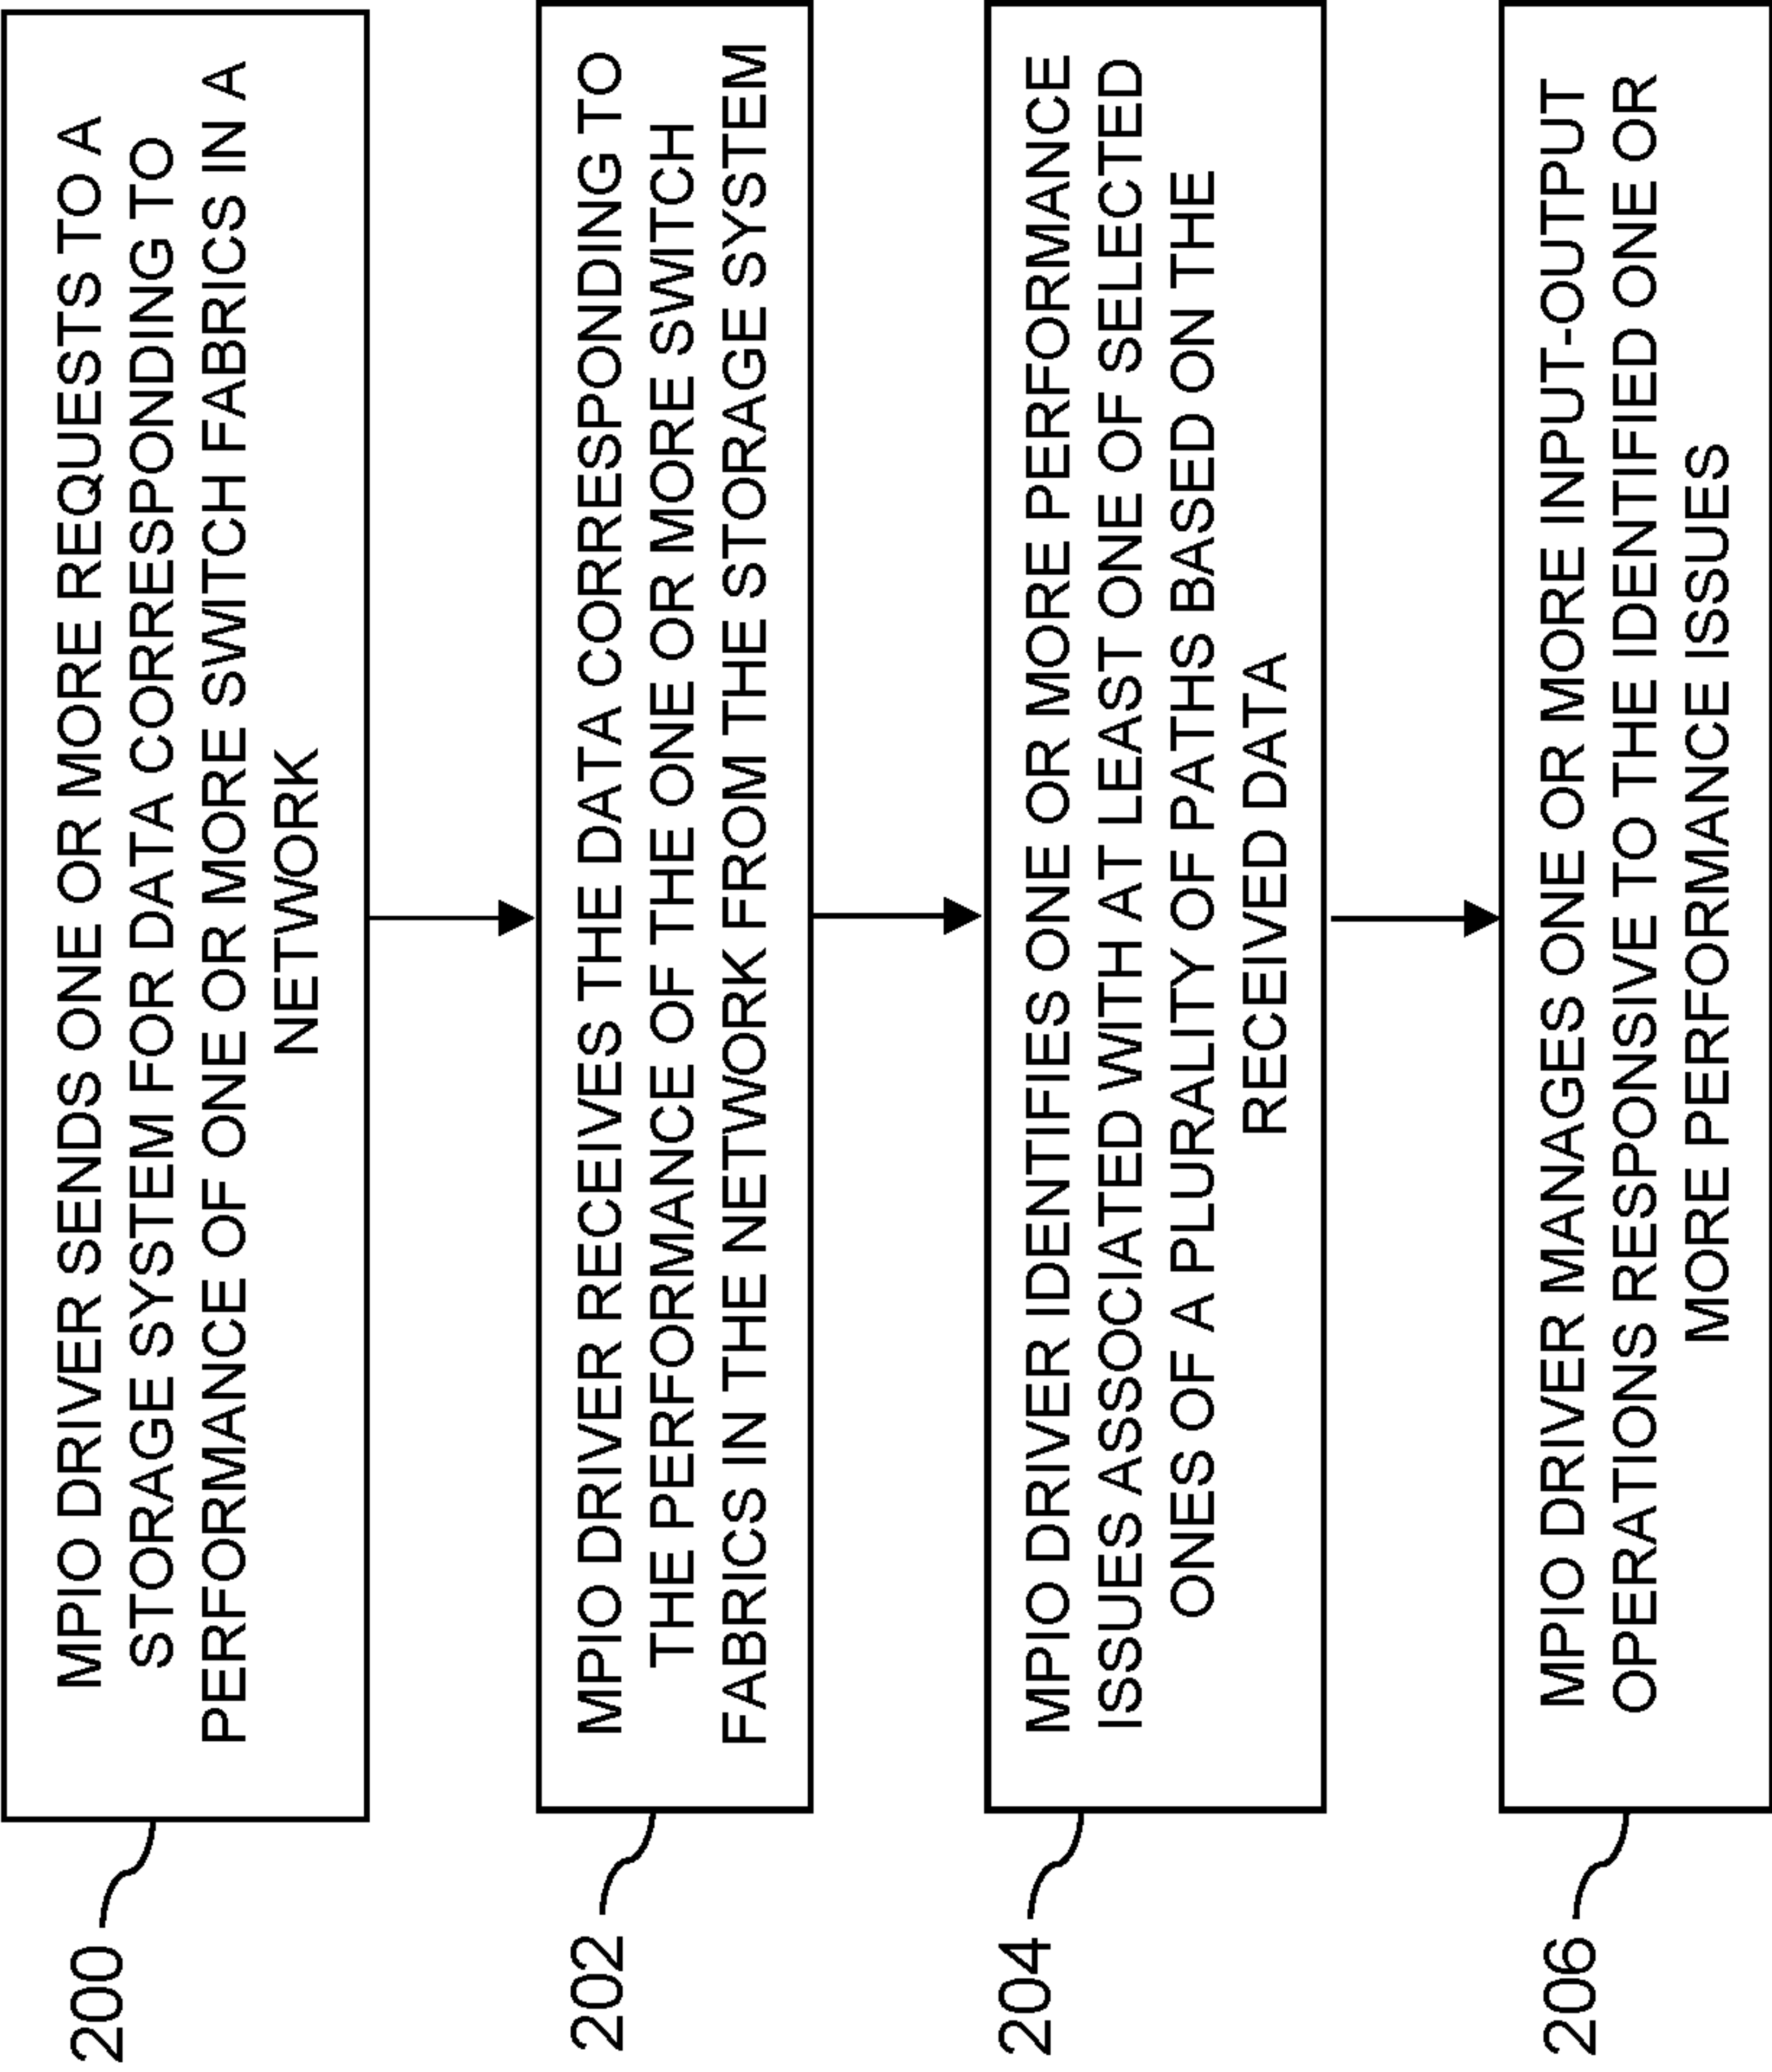 200
MPIO DRIVER SENDS ONE OR MORE REQUESTS TO A
STORAGE SYSTEM FOR DATA CORRESPONDING TO
PERFORMANCE OF ONE OR MORE SWITCH FABRICS IN A
NETWORK
202
MPIO DRIVER RECEIVES THE DATA CORRESPONDING TO
THE PERFORMANCE OF THE ONE OR MORE SWITCH
FABRICS IN THE NETWORK FROM THE STORAGE SYSTEM
204
MPIO DRIVER IDENTIFIES ONE OR MORE PERFORMANCE
ISSUES ASSOCIATED WITH AT LEAST ONE OF SELECTED
ONES OF A PLURALITY OF PATHS BASED ON THE
RECEIVED DATA
206
MPIO DRIVER MANAGES ONE OR MORE INPUT-OUTPUT
OPERATIONS RESPONSIVE TO THE IDENTIFIED ONE OR
MORE PERFORMANCE ISSUES